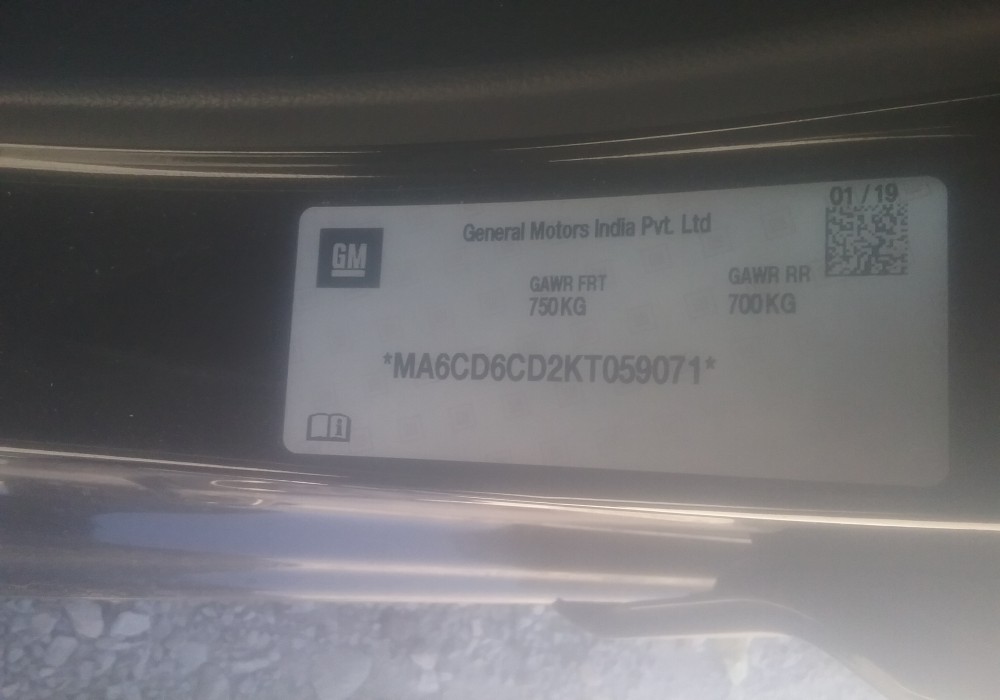 01 / 19
GM
General Motors India Pvt. Ltd
GAWR FRT
750KG
GAWR RR
700KG
*MA6CD6CD2KT059071*
i